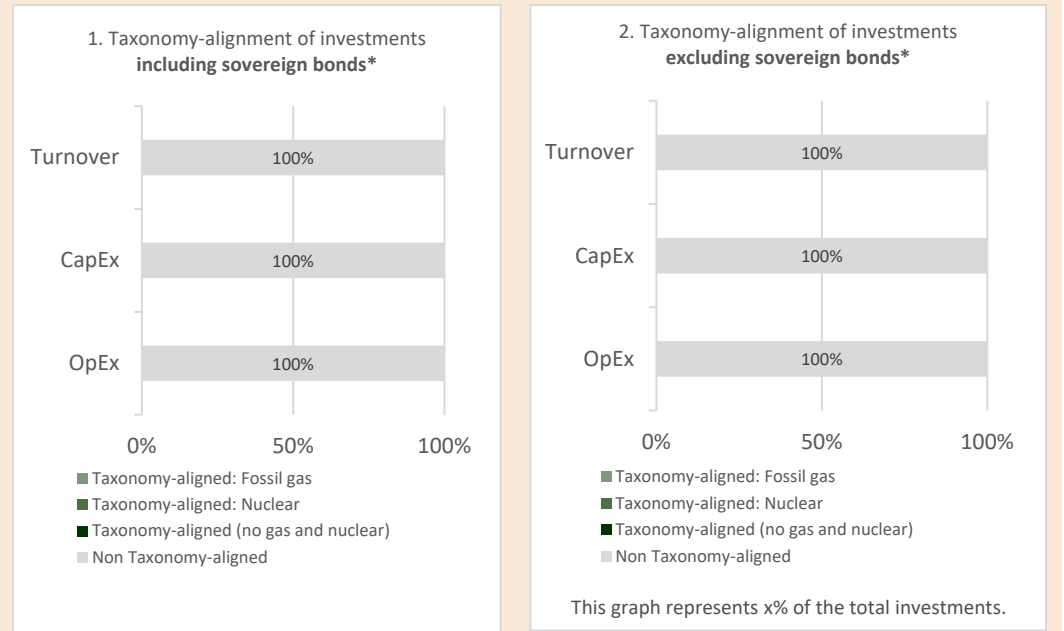 1. Taxonomy-alignment of investments
including sovereign bonds*
Turnover
100%
CapEx
100%
OpEx
100%
0%
50%
100%
Taxonomy-aligned: Fossil gas
Taxonomy-aligned: Nuclear
Taxonomy-aligned (no gas and nuclear)
Non Taxonomy-aligned
2. Taxonomy-alignment of investments
excluding sovereign bonds*
Turnover
100%
CapEx
100%
OpEx
100%
0%
50%
100%
Taxonomy-aligned: Fossil gas
Taxonomy-aligned: Nuclear
Taxonomy-aligned (no gas and nuclear)
Non Taxonomy-aligned
This graph represents x% of the total investments.